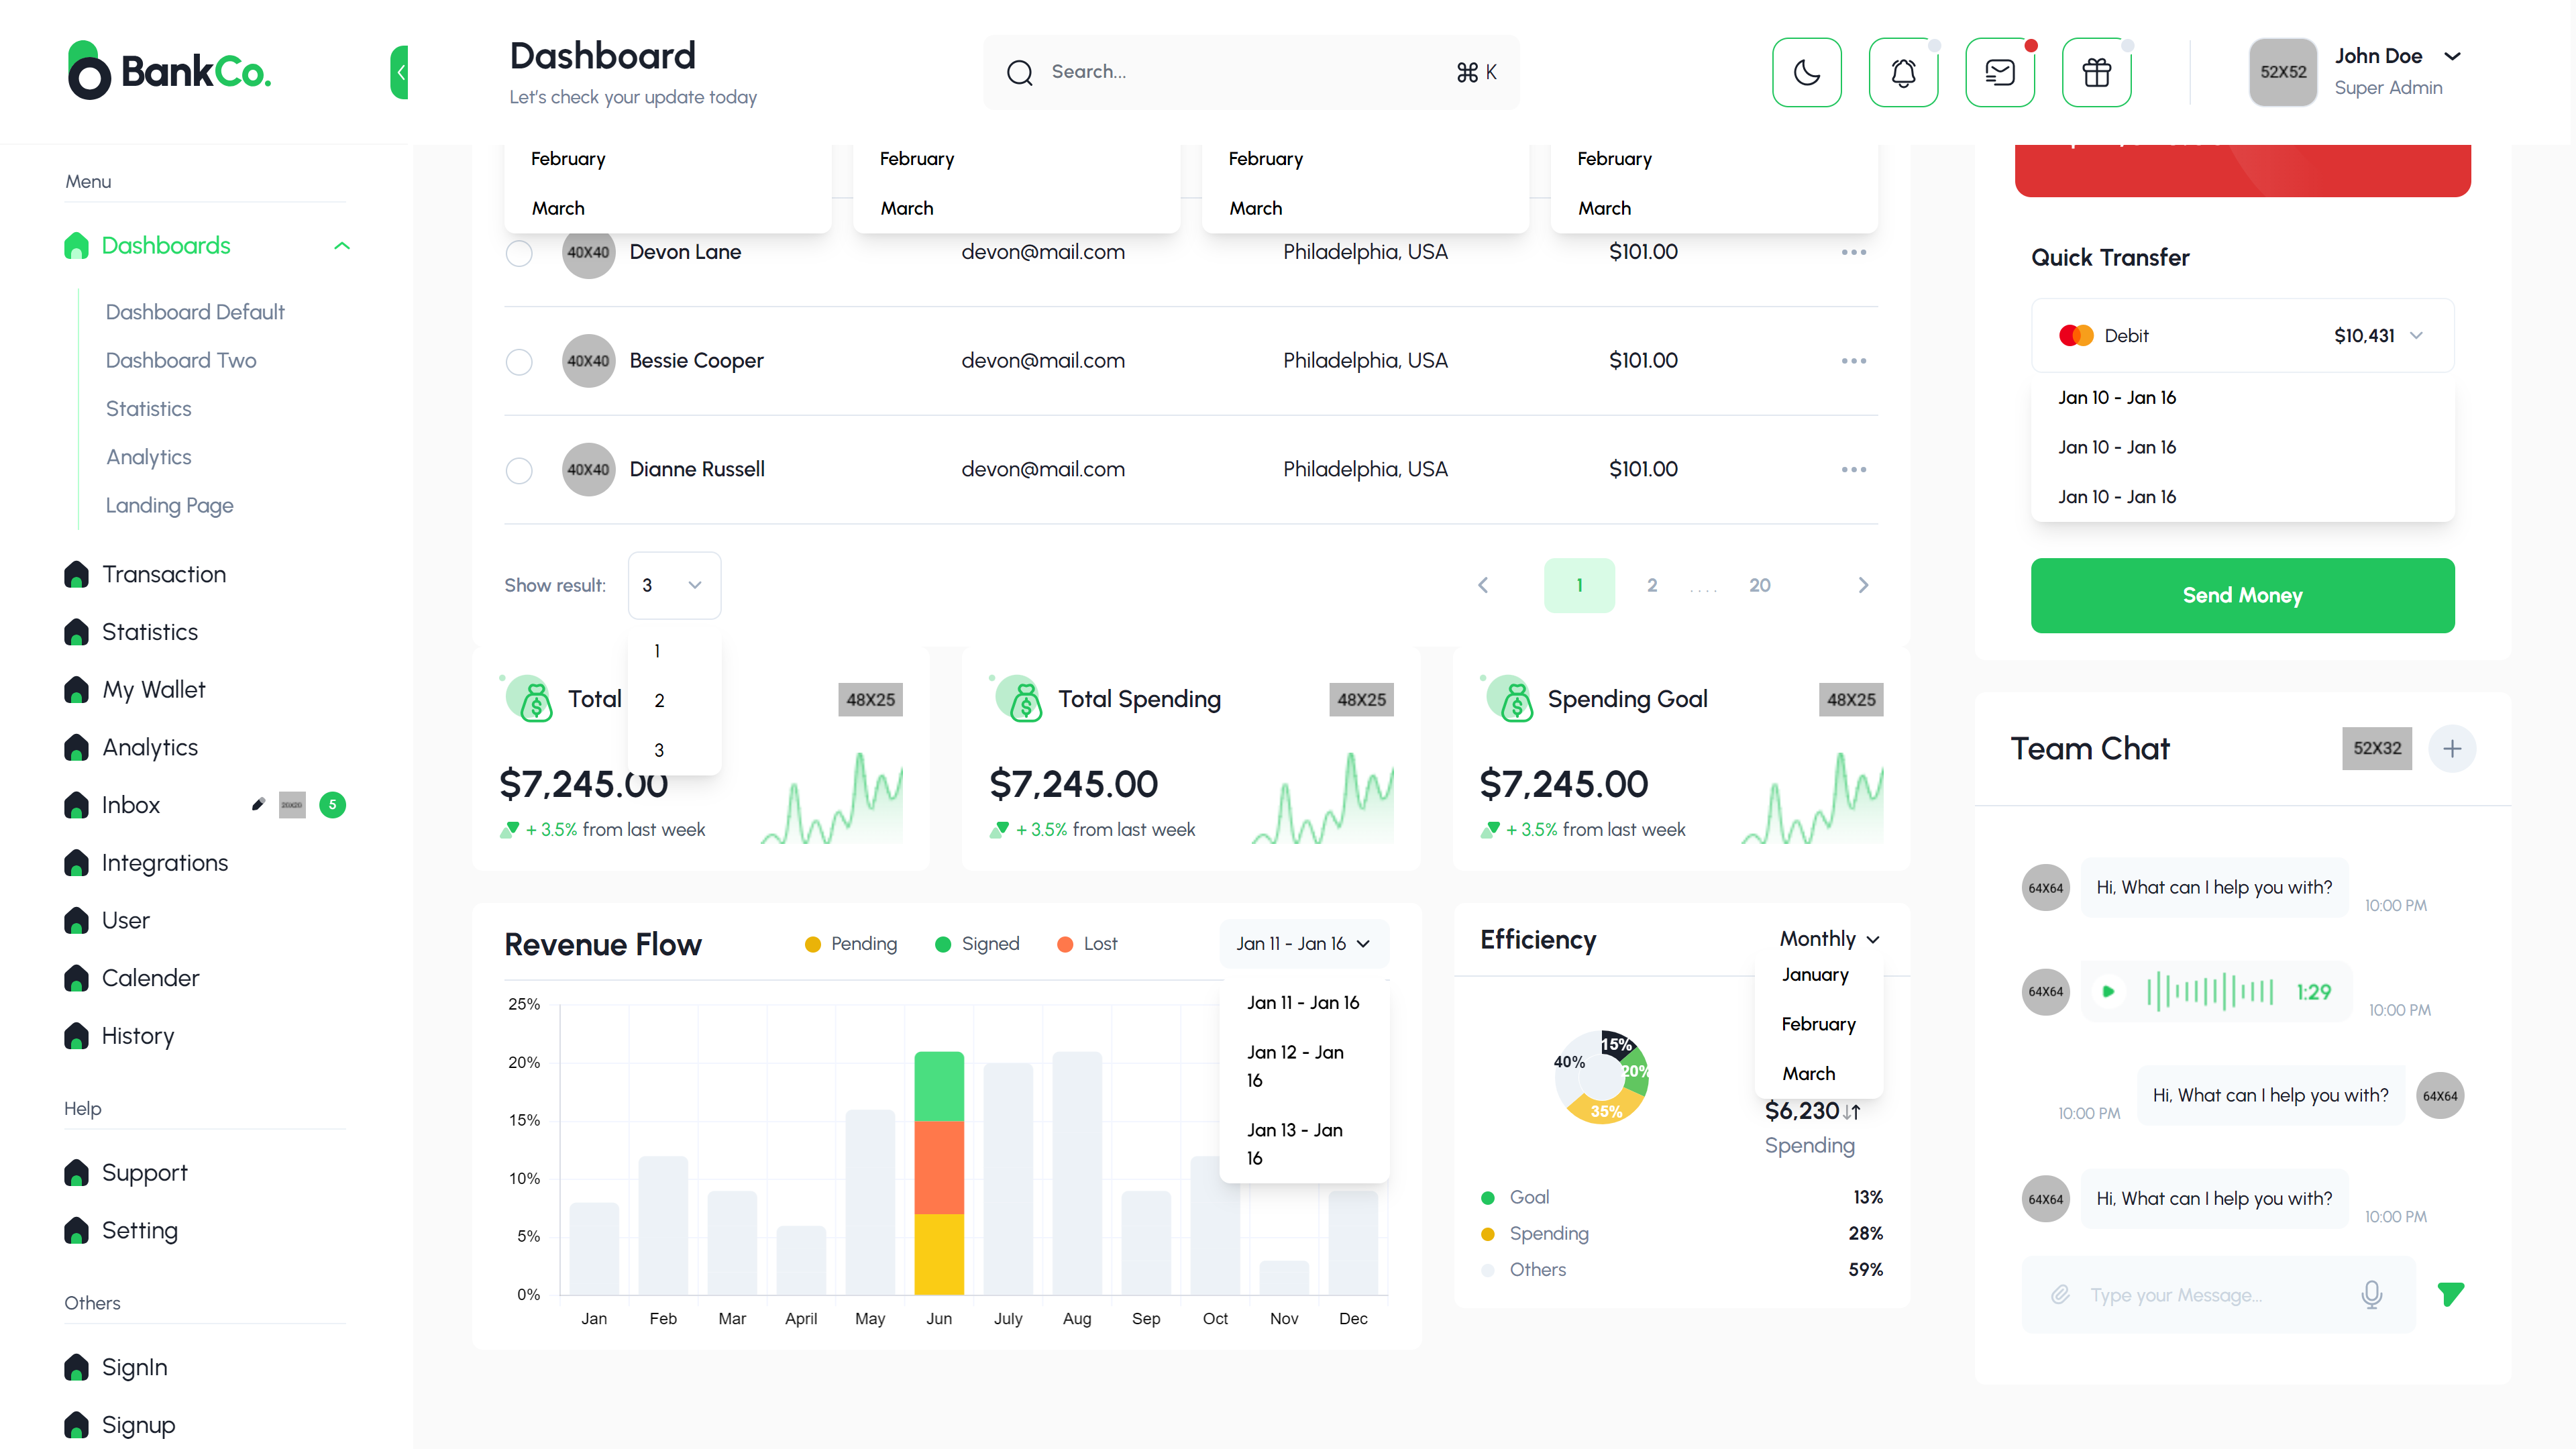 BankCo.
Dashboard
Let's check your update today
Search...
⌘ K
John Doe
Super Admin
52X52
Menu
Dashboards
Dashboard Default
Dashboard Two
Statistics
Analytics
Landing Page
Transaction
Statistics
My Wallet
Analytics
Inbox
5
Integrations
User
Calender
History
Help
Support
Setting
Others
SignIn
Signup
February
March
February
March
February
March
February
March
40X40 Devon Lane devon@mail.com Philadelphia, USA $101.00
40X40 Bessie Cooper devon@mail.com Philadelphia, USA $101.00
40X40 Dianne Russell devon@mail.com Philadelphia, USA $101.00
Show result: 3
1
2
3
1 2 .... 20
Total
48X25
$7,245.00
+ 3.5% from last week
Total Spending
48X25
$7,245.00
+ 3.5% from last week
Spending Goal
48X25
$7,245.00
+ 3.5% from last week
Revenue Flow
Pending Signed Lost
Jan 11 - Jan 16
Jan 11 - Jan 16
Jan 12 - Jan
16
Jan 13 - Jan
16
25%
20%
15%
10%
5%
0%
Jan Feb Mar April May Jun July Aug Sep Oct Nov Dec
Efficiency
Monthly
January
February
March
15%
20%
35%
40%
$6,230
Spending
Goal 13%
Spending 28%
Others 59%
Quick Transfer
Debit $10,431
Jan 10 - Jan 16
Jan 10 - Jan 16
Jan 10 - Jan 16
Send Money
Team Chat
52X32
64X64 Hi, What can I help you with? 10:00 PM
64X64 1:29 10:00 PM
10:00 PM Hi, What can I help you with? 64X64
64X64 Hi, What can I help you with? 10:00 PM
Type your Message...